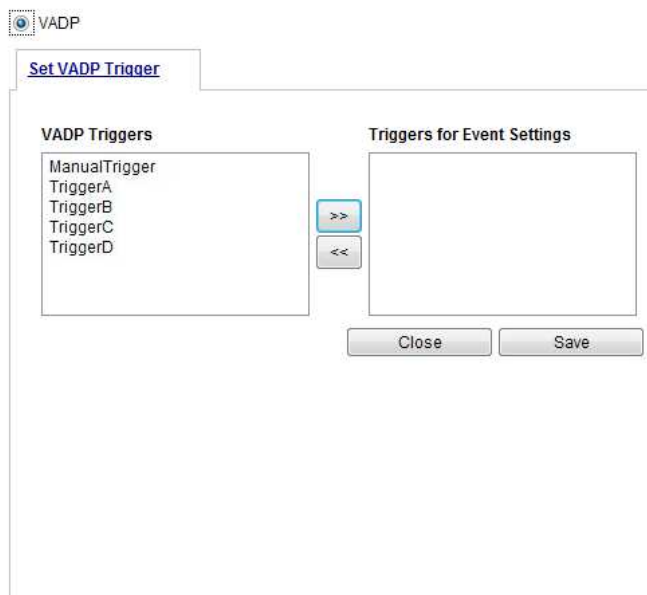 VADP
Set VADP Trigger
VADP Triggers
Triggers for Event Settings
ManualTrigger
TriggerA
TriggerB
TriggerC
TriggerD
>>
<<
Close
Save